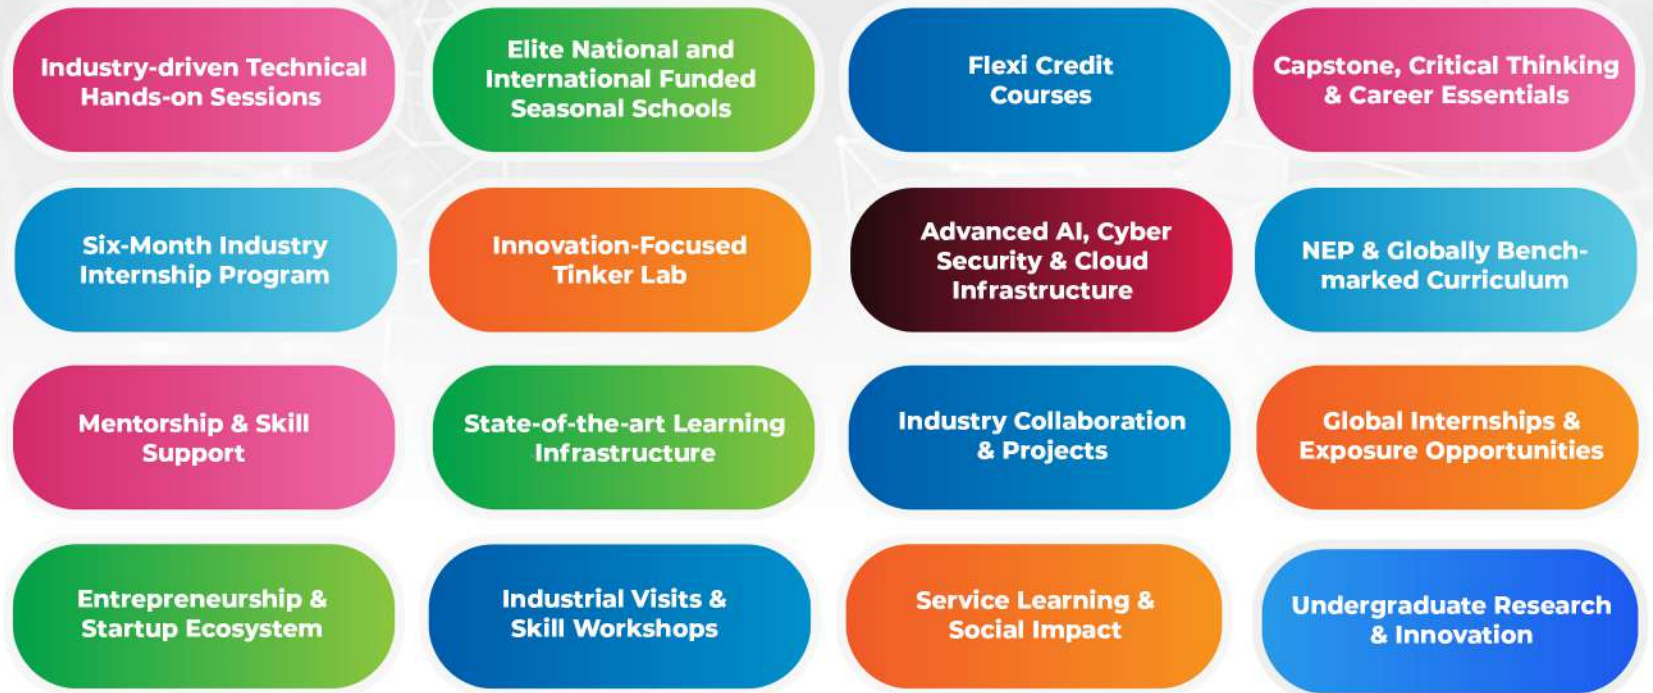 Industry-driven Technical
Hands-on Sessions
Elite National and
International Funded
Seasonal Schools
Flexi Credit
Courses
Capstone, Critical Thinking
& Career Essentials
Six-Month Industry
Internship Program
Innovation-Focused
Tinker Lab
Advanced AI, Cyber
Security & Cloud
Infrastructure
NEP & Globally Bench-
marked Curriculum
Mentorship & Skill
Support
State-of-the-art Learning
Infrastructure
Industry Collaboration
& Projects
Global Internships &
Exposure Opportunities
Entrepreneurship &
Startup Ecosystem
Industrial Visits &
Skill Workshops
Service Learning &
Social Impact
Undergraduate Research
& Innovation